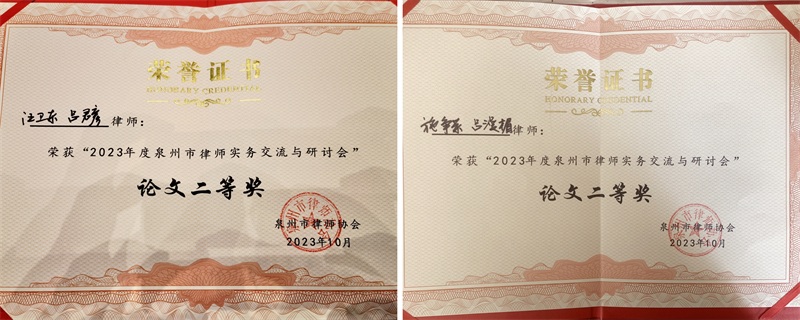 荣誉证书
HONORARY CREDENTIAL
汪卫东 吕君彦 律师：
荣获“2023年度泉州市律师实务交流与研讨会”
论文二等奖
泉州市律师协会
2023年10月
荣誉证书
HONORARY CREDENTIAL
施争 吕 律师：
荣获“2023年度泉州市律师实务交流与研讨会”
论文二等奖
泉州市律师协会
2023年10月